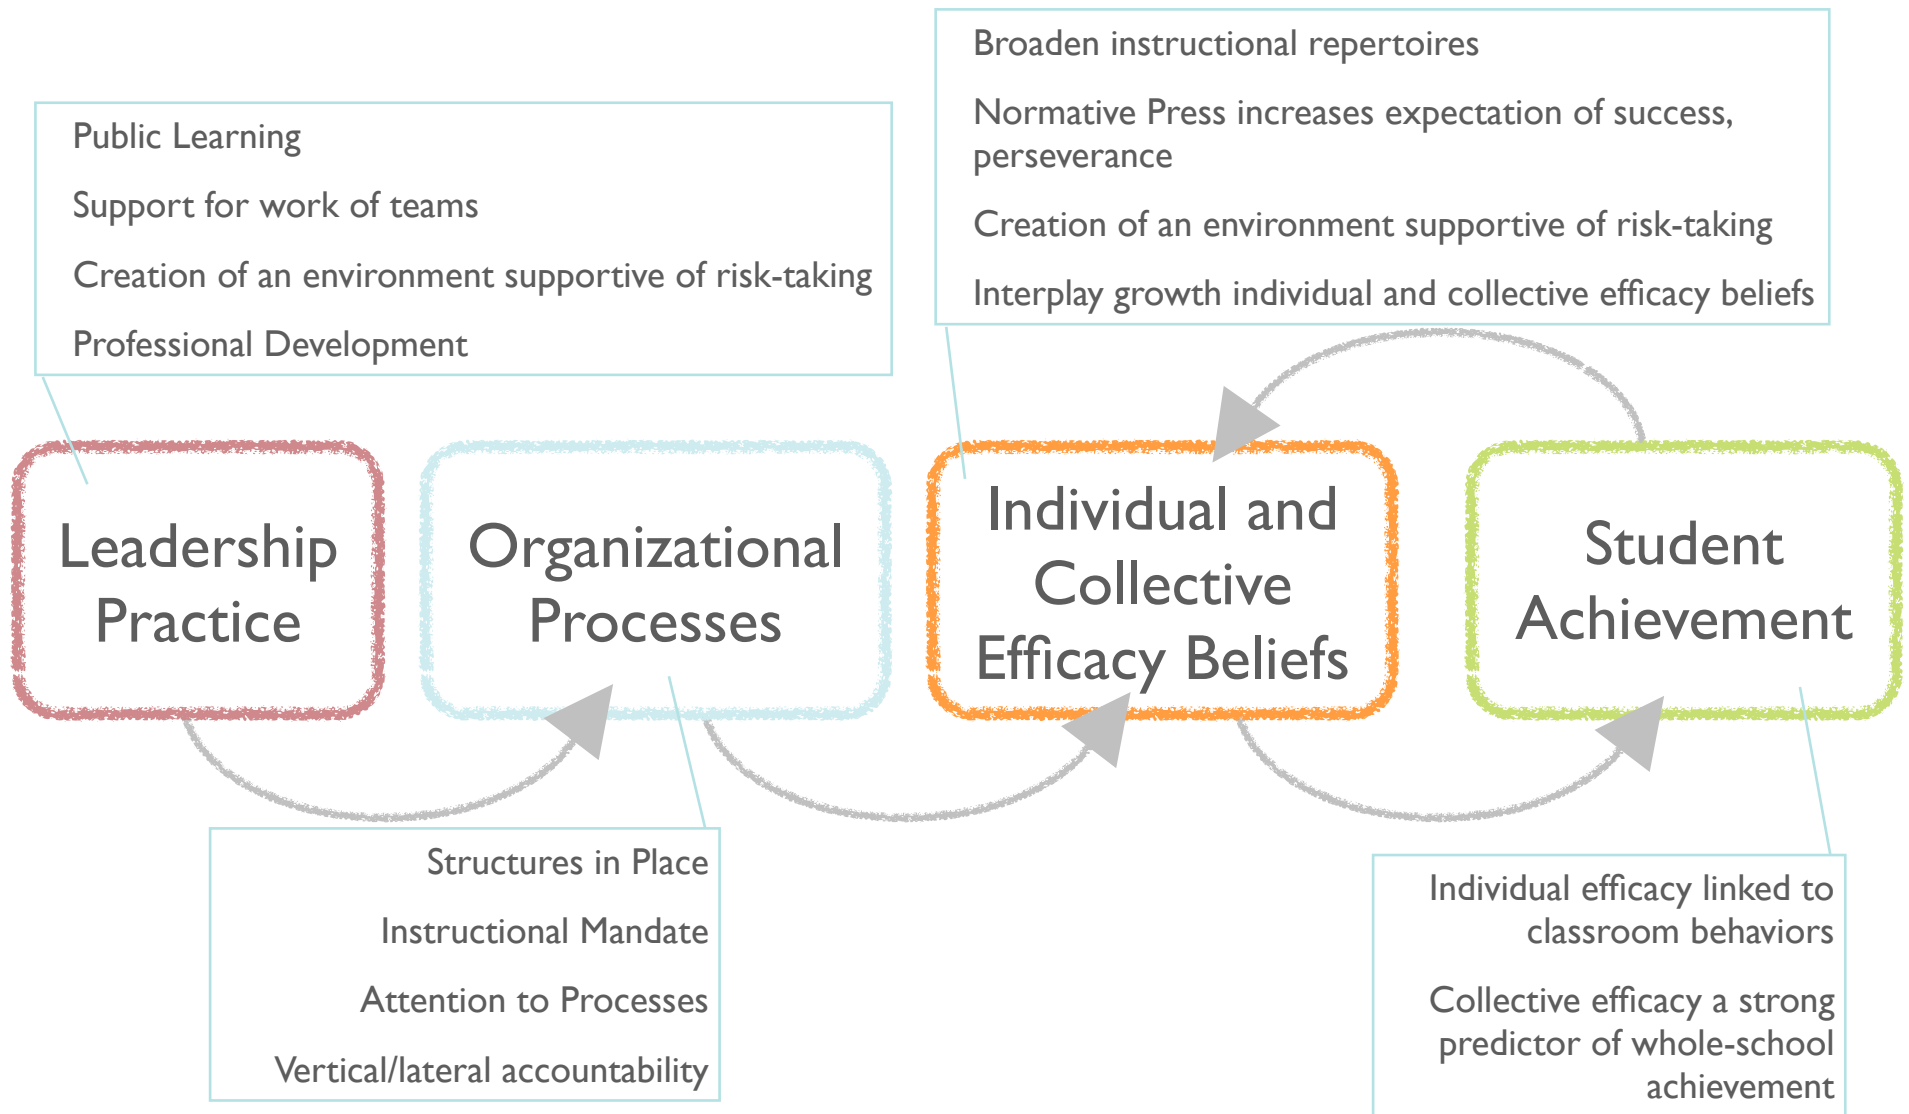 Public Learning
Support for work of teams
Creation of an environment supportive of risk-taking
Professional Development
Broaden instructional repertoires
Normative Press increases expectation of success,
perseverance
Creation of an environment supportive of risk-taking
Interplay growth individual and collective efficacy beliefs
Leadership
Practice
Organizational
Processes
Individual and
Collective
Efficacy Beliefs
Student
Achievement
Structures in Place
Instructional Mandate
Attention to Processes
Vertical/lateral accountability
Individual efficacy linked to
classroom behaviors
Collective efficacy a strong
predictor of whole-school
achievement